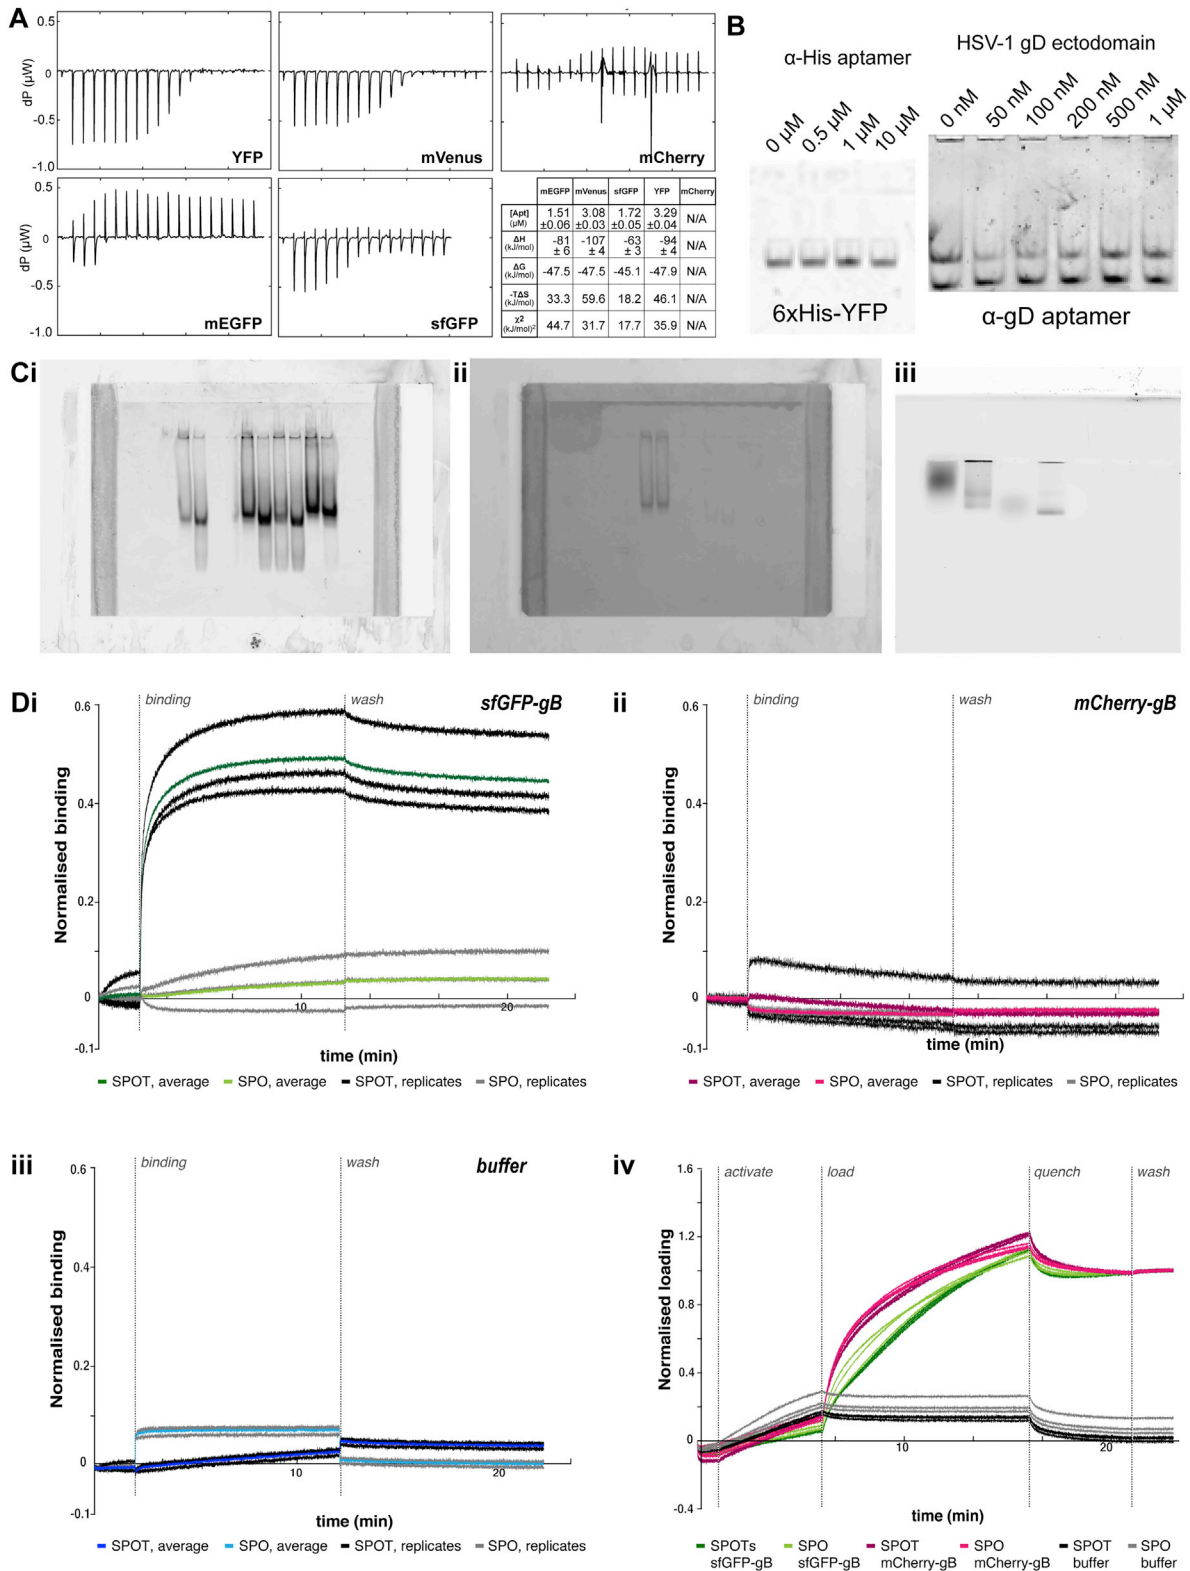 A
0.5
0
-0.5
-1.0
dP (µW)
YFP
mVenus
mCherry
0.5
0
-0.5
-1.0
dP (µW)
mEGFP
sfGFP
mEGFP mVenus sfGFP YFP mCherry
[Apt] (µM) 1.51 ±0.06 3.08 ±0.03 1.72 ±0.05 3.29 ±0.04 N/A
ΔH (kJ/mol) -81 ± 6 -107 ± 4 -63 ± 3 -94 ± 4 N/A
ΔG (kJ/mol) -47.5 -47.5 -45.1 -47.9 N/A
-TΔS (kJ/mol) 33.3 59.6 18.2 46.1 N/A
χ2 (kJ/mol)² 44.7 31.7 17.7 35.9 N/A
B
α-His aptamer
0 µM 0.5 µM 1 µM 10 µM
6xHis-YFP
HSV-1 gD ectodomain
0 nM 50 nM 100 nM 200 nM 500 nM 1 µM
α-gD aptamer
Ci
ii
iii
Di
binding wash sfGFP-gB
0.6
0.4
0.2
0
-0.1
10 20
Normalised binding
time (min)
SPOT, average SPO, average SPOT, replicates SPO, replicates
ii
binding wash mCherry-gB
0.6
0.4
0.2
0
-0.1
Normalised binding
time (min)
SPOT, average SPO, average SPOT, replicates SPO, replicates
iii
binding wash buffer
0.6
0.4
0.2
0
-0.1
10 20
Normalised binding
time (min)
SPOT, average SPO, average SPOT, replicates SPO, replicates
iv
activate load quench wash
1.6
1.2
0.8
0.4
0
-0.4
10 20
Normalised loading
time (min)
SPOTs sfGFP-gB
SPO sfGFP-gB
SPOT mCherry-gB
SPO mCherry-gB
SPOT buffer
SPO buffer